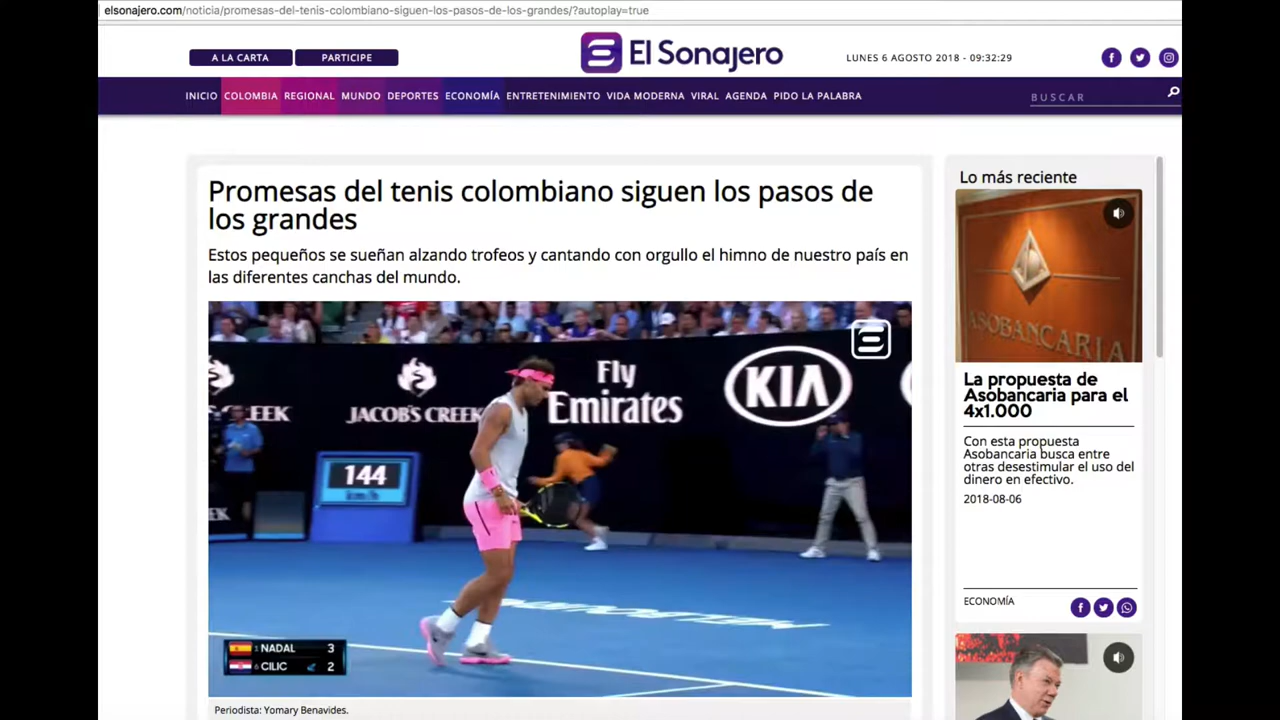 elsonajero.com/noticia/promesas-del-tenis-colombiano-siguen-los-pasos-de-los-grandes/?autoplay=true
A LA CARTA
PARTICIPE
El Sonajero
LUNES 6 AGOSTO 2018 - 09:32:29
INICIO COLOMBIA REGIONAL MUNDO DEPORTES ECONOMÍA ENTRETENIMIENTO VIDA MODERNA VIRAL AGENDA PIDO LA PALABRA
BUSCAR
Promesas del tenis colombiano siguen los pasos de
los grandes
Estos pequeños se sueñan alzando trofeos y cantando con orgullo el himno de nuestro país en
las diferentes canchas del mundo.
EEK
JACOB'S CREEK
Fly
Emirates
KIA
144
km/h
EK
MELBOURNE
1 NADAL 3
6 CILIC 2
Periodista: Yomary Benavides.
Lo más reciente
ASOBANCARIA
La propuesta de
Asobancaria para el
4x1.000
Con esta propuesta
Asobancaria busca entre
otras desestimular el uso del
dinero en efectivo.
2018-08-06
ECONOMÍA